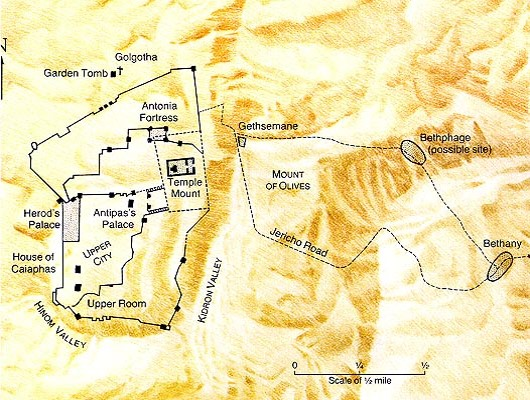 N
Golgotha
Garden Tomb
Antonia
Fortress
Gethsemane
Bethphage
(possible site)
Temple
Mount
MOUNT
OF OLIVES
Herod's
Palace
Antipas's
Palace
Jericho Road
House of
Caiaphas
UPPER
CITY
Bethany
Upper Room
KIDRON VALLEY
HINOM VALLEY
0 ¼ ½
Scale of ½ mile